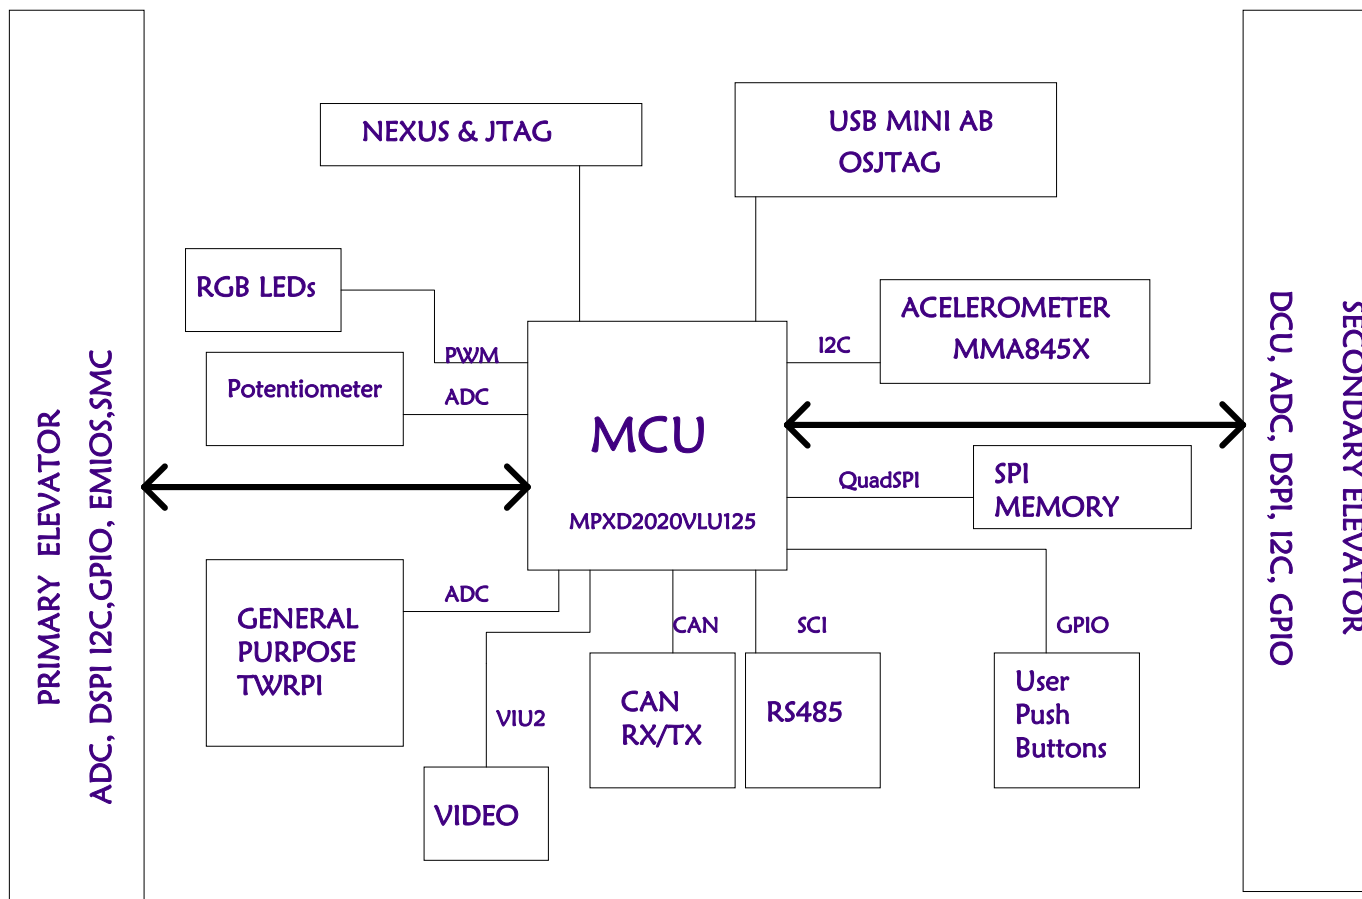 NEXUS & JTAG
USB MINI AB
OSJTAG
RGB LEDs
PWM
Potentiometer
ADC
I2C
ACELEROMETER
MMA845X
MCU
MPXD2020VLU125
QuadSPI
SPI
MEMORY
PRIMARY ELEVATOR
ADC, DSPI I2C,GPIO, EMIOS,SMC
SECONDARY ELEVATOR
DCU, ADC, DSPI, I2C, GPIO
GENERAL
PURPOSE
TWRPI
ADC
VIU2
VIDEO
CAN
CAN
RX/TX
SCI
RS485
GPIO
User
Push
Buttons